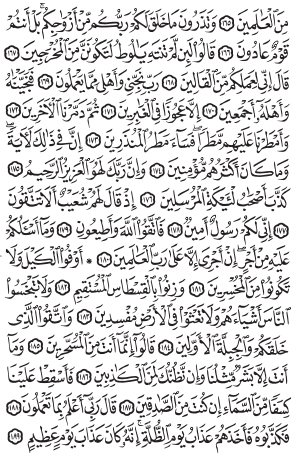 مِنَ ٱلْعَٰلَمِينَ ۝١٦٥ وَتَذَرُونَ مَا خَلَقَ لَكُمْ رَبُّكُم مِّنْ أَزْوَٰجِكُم ۚ بَلْ أَنتُمْ
قَوْمٌ عَادُونَ ۝١٦٦ قَالُوا۟ لَئِن لَّمْ تَنتَهِ يَٰلُوطُ لَتَكُونَنَّ مِنَ ٱلْمُخْرَجِينَ ۝١٦٧
قَالَ إِنِّى لِعَمَلِكُم مِّنَ ٱلْقَالِينَ ۝١٦٨ رَبِّ نَجِّنِى وَأَهْلِى مِمَّا يَعْمَلُونَ ۝١٦٩ فَنَجَّيْنَٰهُ
وَأَهْلَهُۥٓ أَجْمَعِينَ ۝١٧٠ إِلَّا عَجُوزًا فِى ٱلْغَٰبِرِينَ ۝١٧١ ثُمَّ دَمَّرْنَا ٱلْءَاخَرِينَ ۝١٧٢
وَأَمْطَرْنَا عَلَيْهِم مَّطَرًا ۖ فَسَآءَ مَطَرُ ٱلْمُنذَرِينَ ۝١٧٣ إِنَّ فِى ذَٰلِكَ لَءَايَةً ۖ
وَمَا كَانَ أَكْثَرُهُم مُّؤْمِنِينَ ۝١٧٤ وَإِنَّ رَبَّكَ لَهُوَ ٱلْعَزِيزُ ٱلرَّحِيمُ ۝١٧٥
كَذَّبَ أَصْحَٰبُ لْـَٔيْكَةِ ٱلْمُرْسَلِينَ ۝١٧٦ إِذْ قَالَ لَهُمْ شُعَيْبٌ أَلَا تَتَّقُونَ
۝١٧٧ إِنِّى لَكُمْ رَسُولٌ أَمِينٌ ۝١٧٨ فَٱتَّقُوا۟ ٱللَّهَ وَأَطِيعُونِ ۝١٧٩ وَمَآ أَسْـَٔلُكُمْ
عَلَيْهِ مِنْ أَجْرٍ ۖ إِنْ أَجْرِىَ إِلَّا عَلَىٰ رَبِّ ٱلْعَٰلَمِينَ ۝١٨٠ * أَوْفُوا۟ ٱلْكَيْلَ وَلَا
تَكُونُوا۟ مِنَ ٱلْمُخْسِرِينَ ۝١٨١ وَزِنُوا۟ بِٱلْقِسْطَاسِ ٱلْمُسْتَقِيمِ ۝١٨٢ وَلَا تَبْخَسُوا۟
ٱلنَّاسَ أَشْيَآءَهُمْ وَلَا تَعْثَوْا۟ فِى ٱلْأَرْضِ مُفْسِدِينَ ۝١٨٣ وَٱتَّقُوا۟ ٱلَّذِى
خَلَقَكُمْ وَٱلْجِبِلَّةَ ٱلْأَوَّلِينَ ۝١٨٤ قَالُوٓا۟ إِنَّمَآ أَنتَ مِنَ ٱلْمُسَحَّرِينَ ۝١٨٥ وَمَآ
أَنتَ إِلَّا بَشَرٌ مِّثْلُنَا وَإِن نَّظُنُّكَ لَمِنَ ٱلْكَٰذِبِينَ ۝١٨٦ فَأَسْقِطْ عَلَيْنَا
كِسَفًا مِّنَ ٱلسَّمَآءِ إِن كُنتَ مِنَ ٱلصَّٰدِقِينَ ۝١٨٧ قَالَ رَبِّىٓ أَعْلَمُ بِمَا تَعْمَلُونَ ۝١٨٨
فَكَذَّبُوهُ فَأَخَذَهُمْ عَذَابُ يَوْمِ ٱلظُّلَّةِ ۚ إِنَّهُۥ كَانَ عَذَابَ يَوْمٍ عَظِيمٍ ۝١٨٩